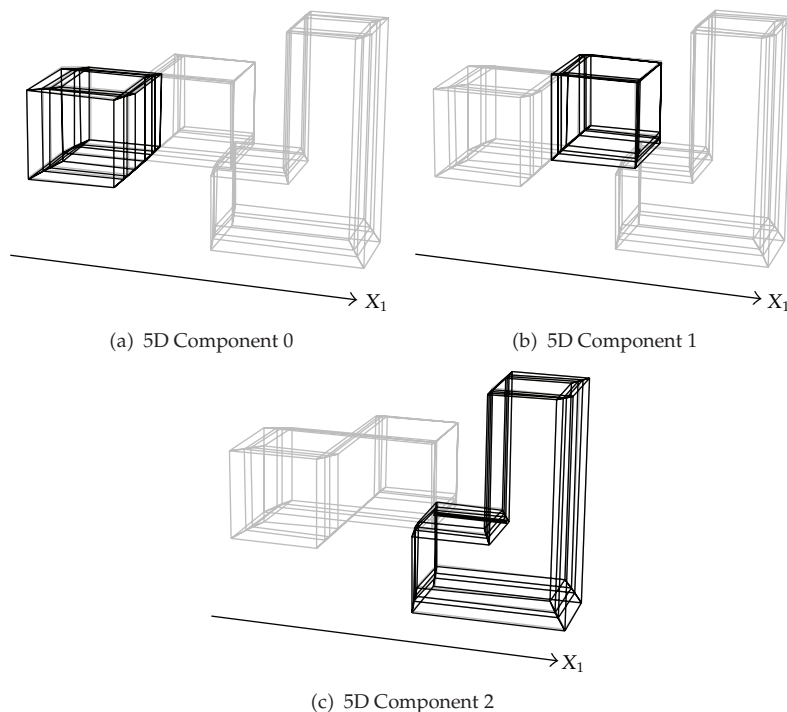 X₁
(a) 5D Component 0
X₁
(b) 5D Component 1
X₁
(c) 5D Component 2